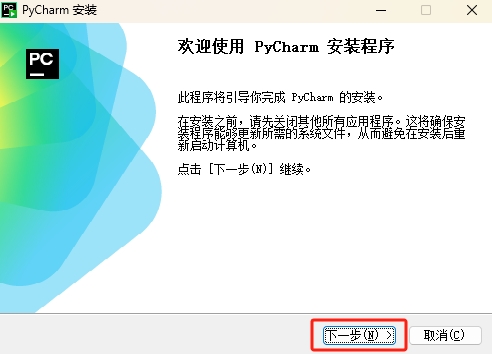 PyCharm 安装
PC
欢迎使用 PyCharm 安装程序
此程序将引导你完成 PyCharm 的安装。
在安装之前,请先关闭其他所有应用程序。这将确保安
装程序能够更新所需的系统文件,从而避免在安装后重
新启动计算机。
点击 [下一步(N)] 继续。
下一步(N) >
取消(C)